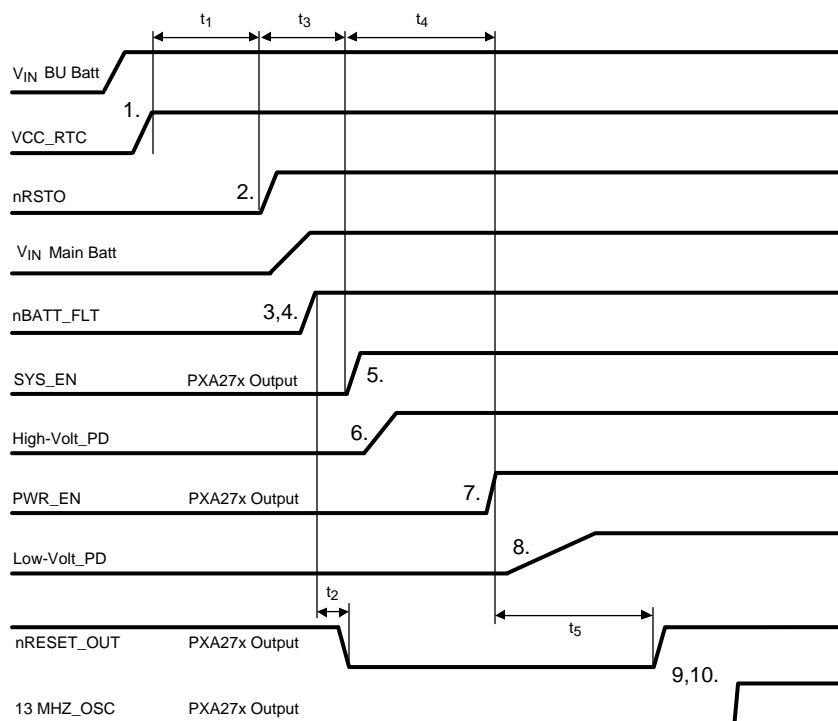 t1 t3 t4
VIN BU Batt
1.
VCC_RTC
nRSTO
2.
VIN Main Batt
3,4.
nBATT_FLT
SYS_EN PXA27x Output 5.
High-Volt_PD 6.
PWR_EN PXA27x Output 7.
Low-Volt_PD 8.
t2 t5
nRESET_OUT PXA27x Output
9,10.
13 MHZ_OSC PXA27x Output